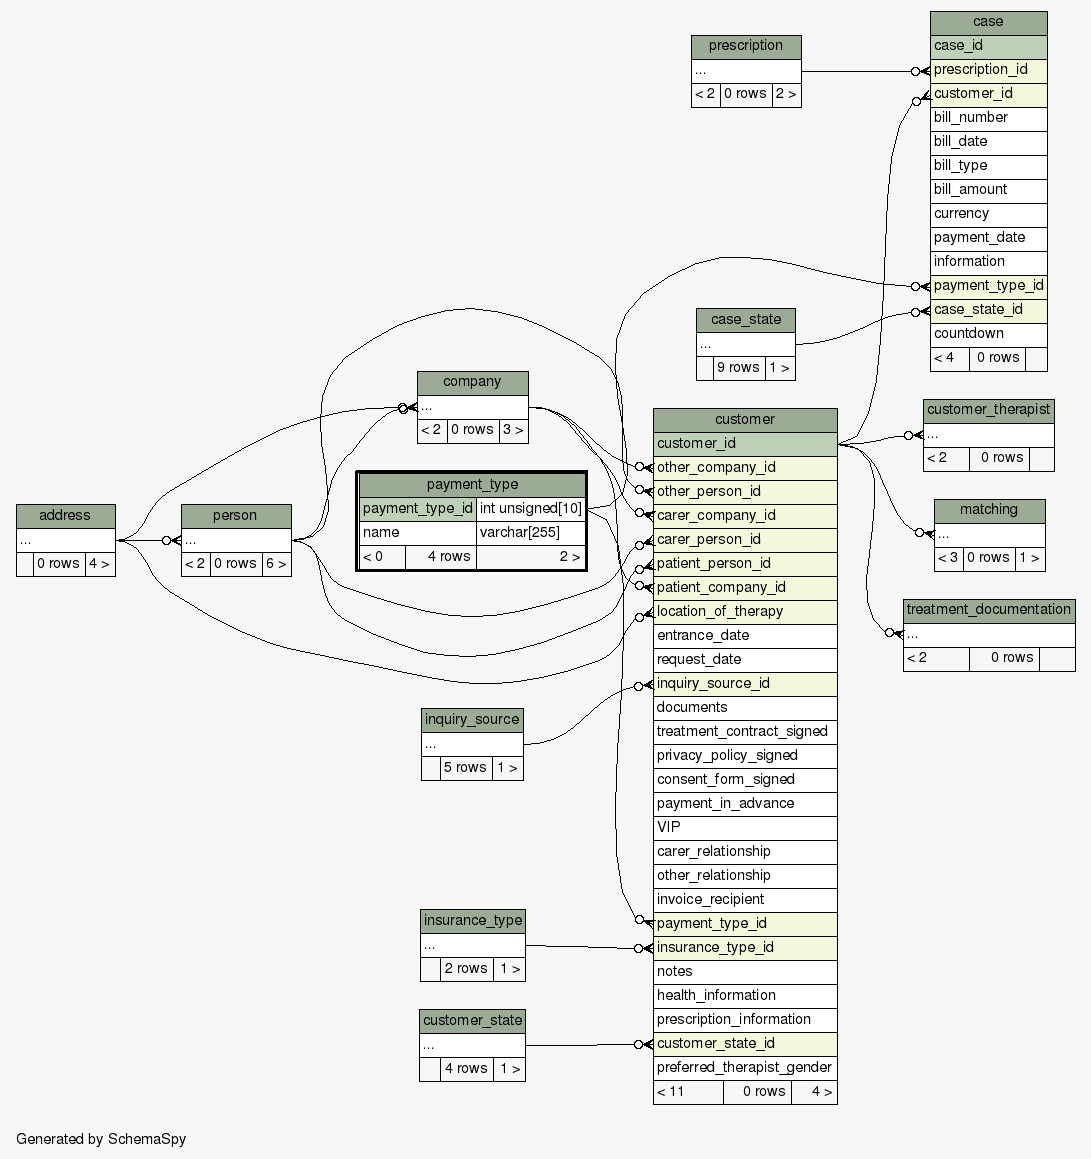 case
case_id
prescription_id
customer_id
bill_number
bill_date
bill_type
bill_amount
currency
payment_date
information
payment_type_id
case_state_id
countdown
< 4 0 rows
prescription
...
< 2 0 rows 2 >
case_state
...
9 rows 1 >
company
...
< 2 0 rows 3 >
payment_type
payment_type_id int unsigned[10]
name varchar[255]
< 0 4 rows 2 >
address
...
0 rows 4 >
person
...
< 2 0 rows 6 >
customer
customer_id
other_company_id
other_person_id
carer_company_id
carer_person_id
patient_person_id
patient_company_id
location_of_therapy
entrance_date
request_date
inquiry_source_id
documents
treatment_contract_signed
privacy_policy_signed
consent_form_signed
payment_in_advance
VIP
carer_relationship
other_relationship
invoice_recipient
payment_type_id
insurance_type_id
notes
health_information
prescription_information
customer_state_id
preferred_therapist_gender
< 11 0 rows 4 >
customer_therapist
...
< 2 0 rows
matching
...
< 3 0 rows 1 >
treatment_documentation
...
< 2 0 rows
inquiry_source
...
5 rows 1 >
insurance_type
...
2 rows 1 >
customer_state
...
4 rows 1 >
Generated by SchemaSpy